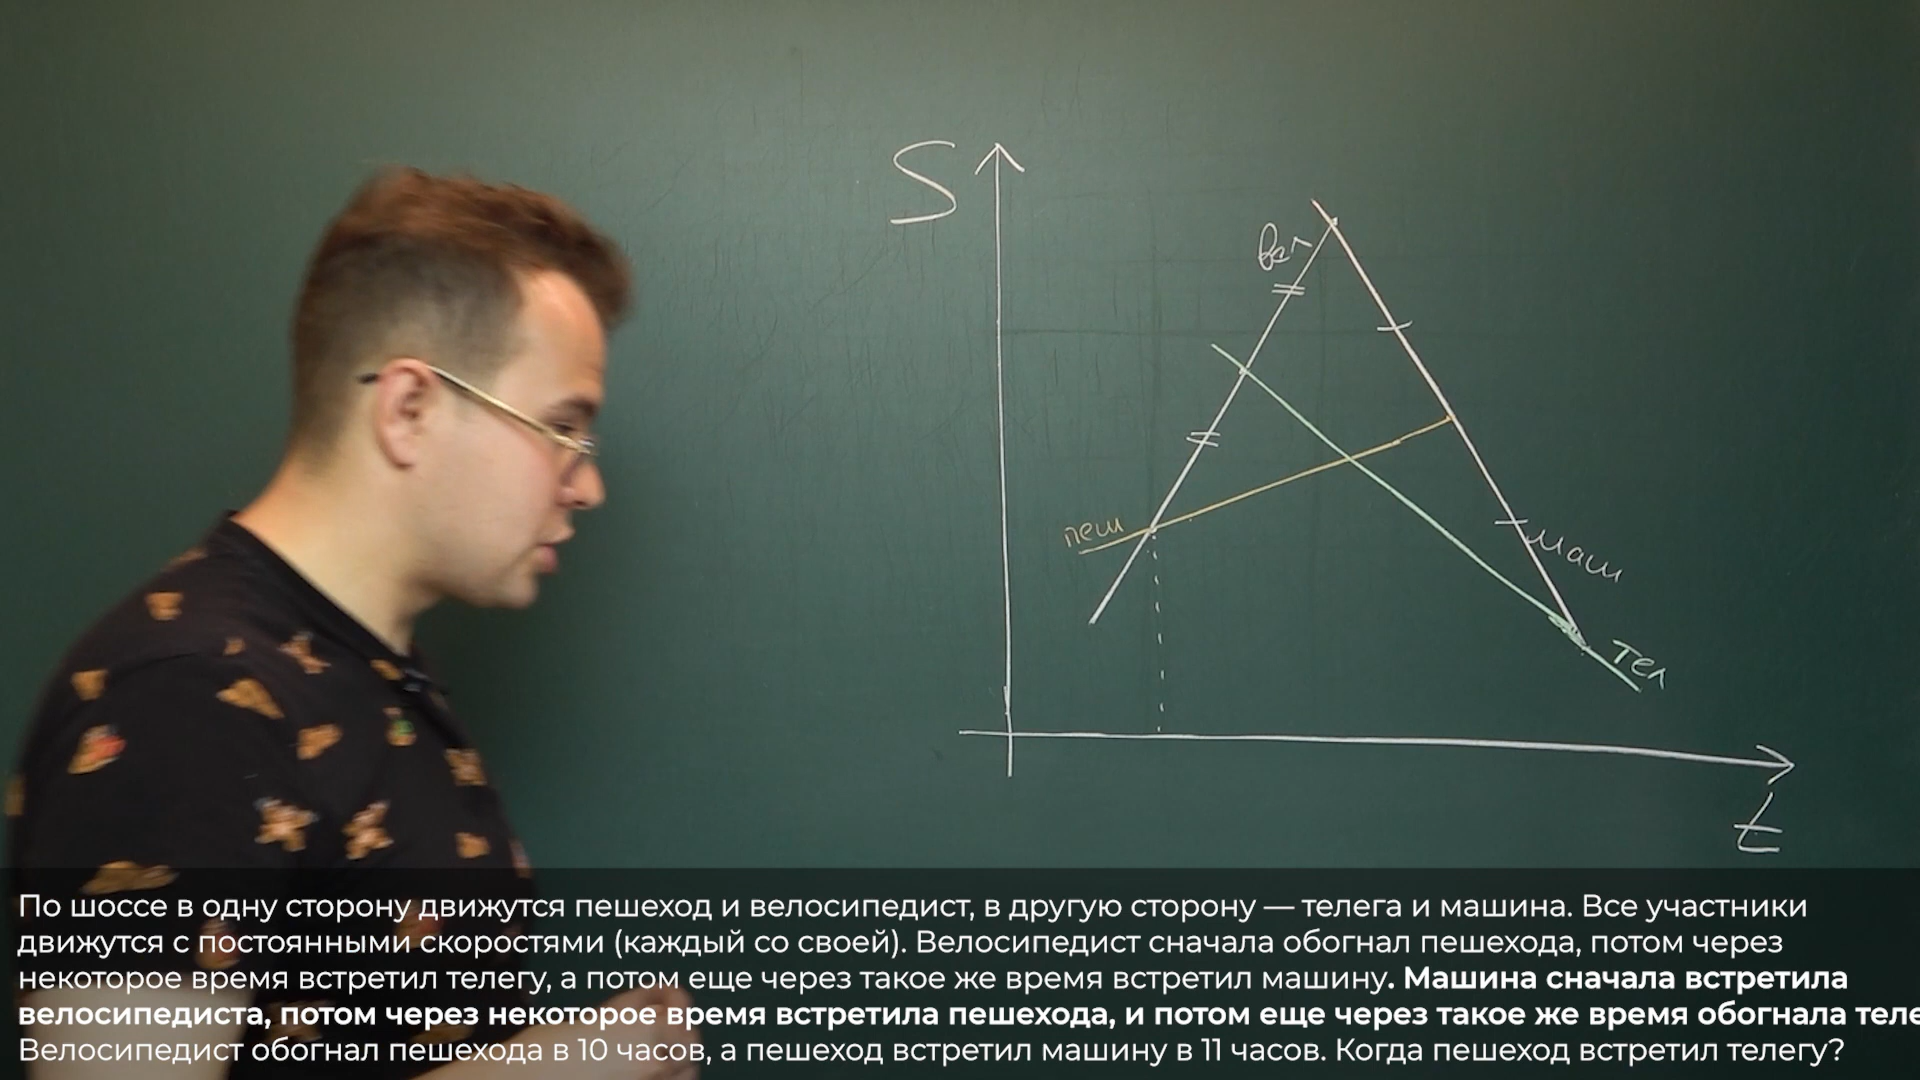 S
вел
пеш
маш
тел
t
По шоссе в одну сторону движутся пешеход и велосипедист, в другую сторону — телега и машина. Все участники
движутся с постоянными скоростями (каждый со своей). Велосипедист сначала обогнал пешехода, потом через
некоторое время встретил телегу, а потом еще через такое же время встретил машину. Машина сначала встретила
велосипедиста, потом через некоторое время встретила пешехода, и потом еще через такое же время обогнала теле
Велосипедист обогнал пешехода в 10 часов, а пешеход встретил машину в 11 часов. Когда пешеход встретил телегу?